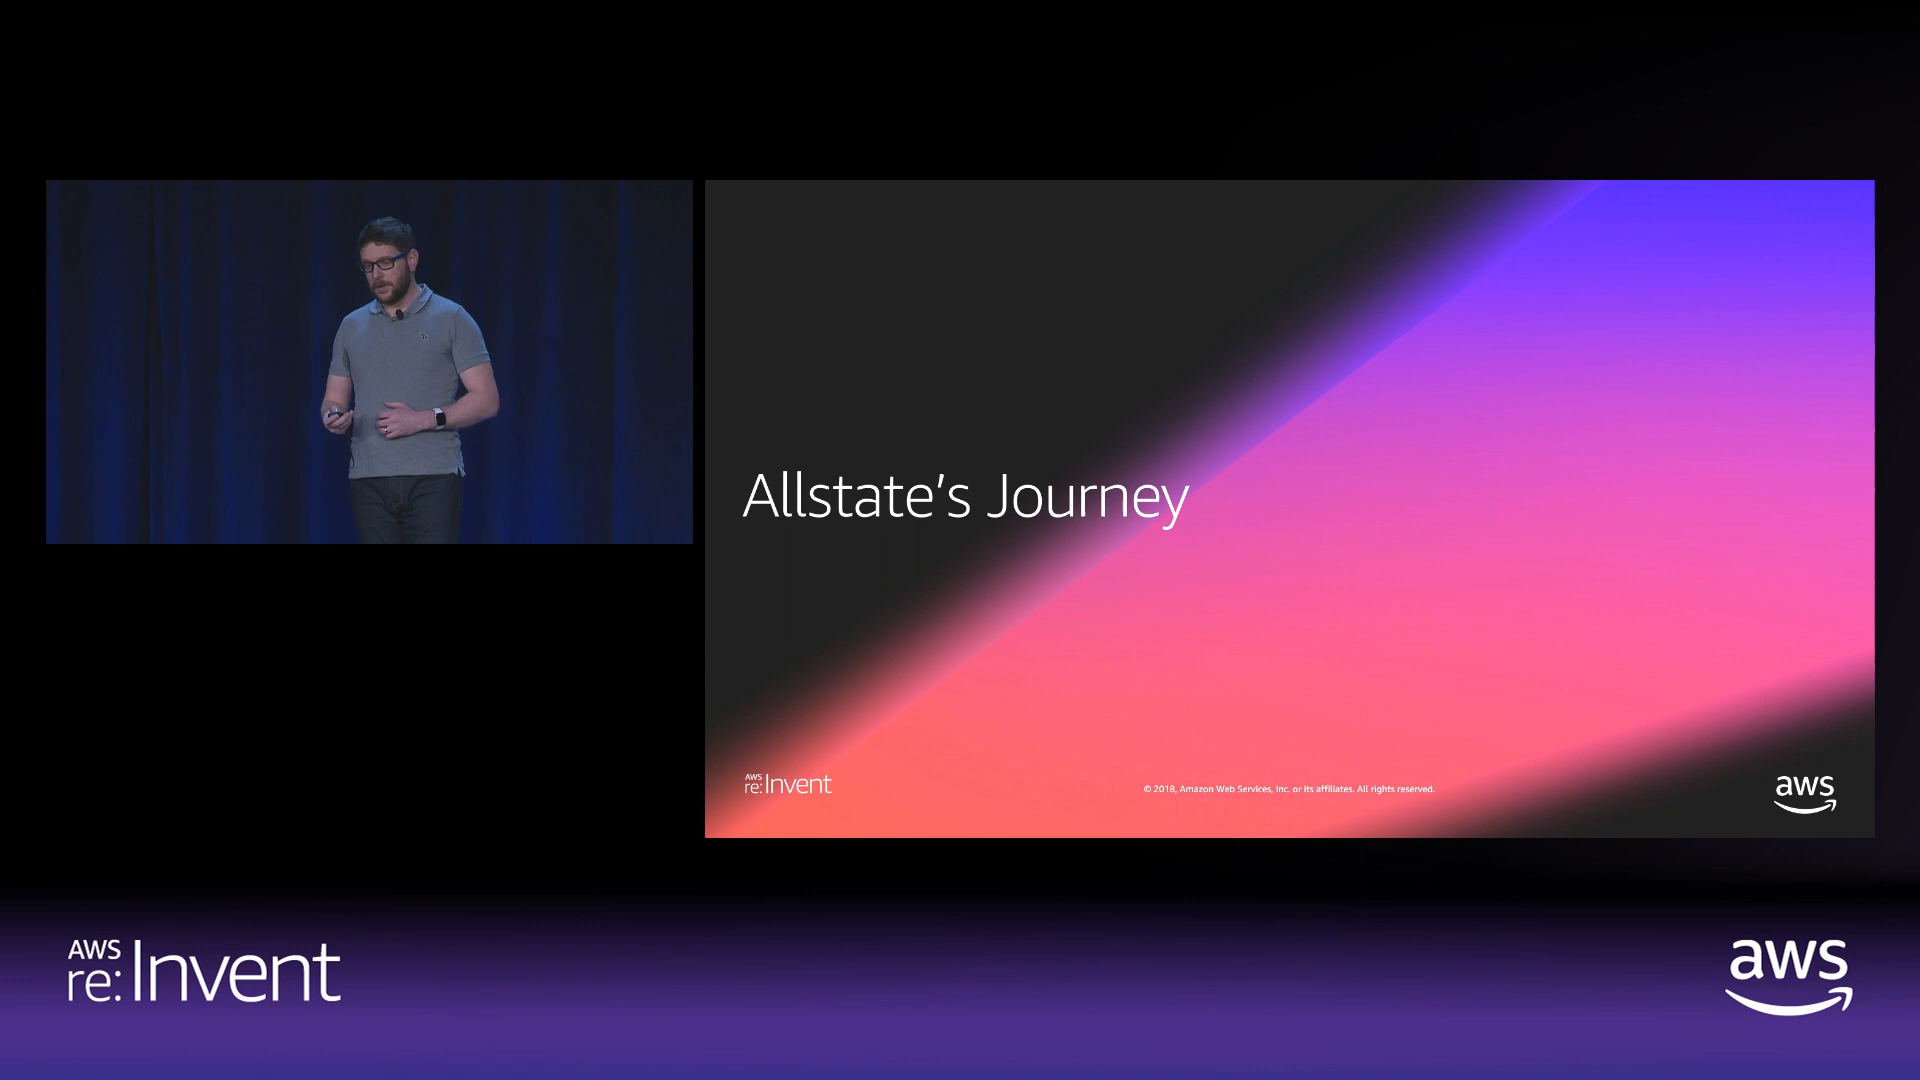 Allstate's Journey
AWS
re:Invent
© 2018, Amazon Web Services, Inc. or its affiliates. All rights reserved.
aws
AWS
re:Invent
aws